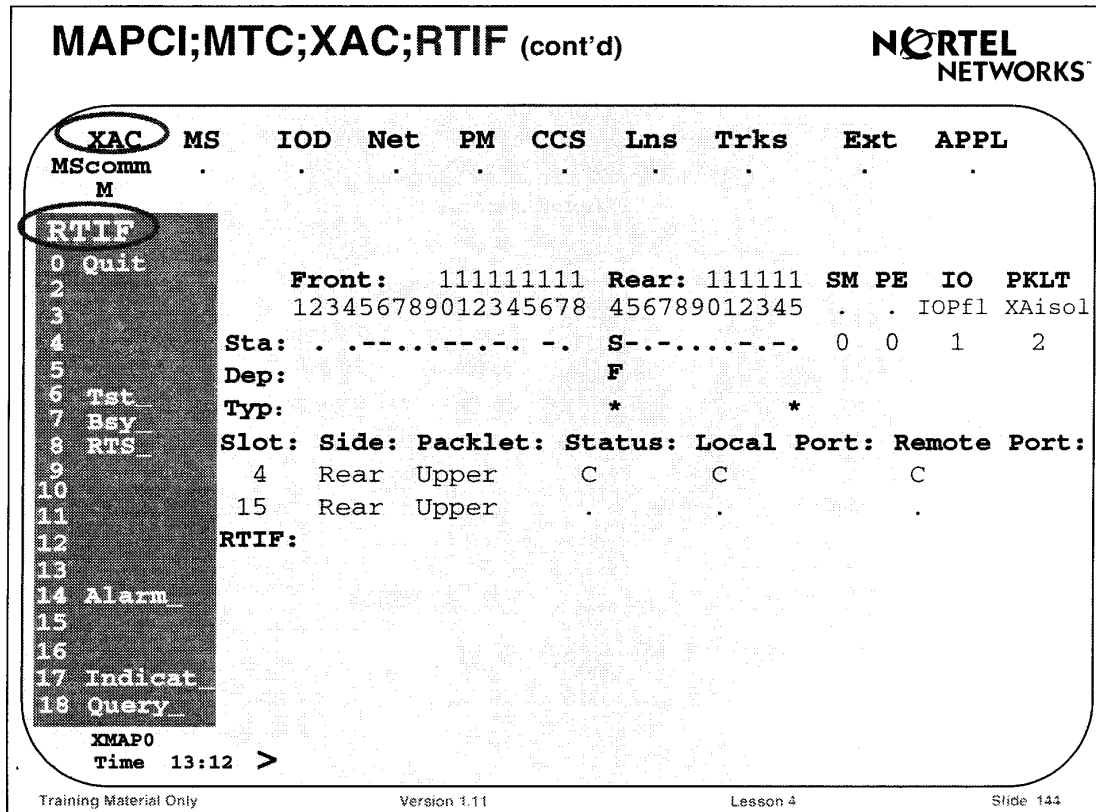 MAPCI;MTC;XAC;RTIF (cont'd)
NORTEL
NETWORKS
XAC MS IOD Net PM CCS Lns Trks Ext APPL
MScomm . . . . . . . . .
M
RTIF
0 Quit
2
3
4
5
6 Tst_
7 Bsy_
8 RTS_
9
10
11
12
13
14 Alarm_
15
16
17 Indicat_
18 Query_
Front: 111111111 Rear: 111111 SM PE IO PKLT
123456789012345678 456789012345 . . IOPfl XAisol
Sta: . .--...--.-. -. S-.-....-.-. 0 0 1 2
Dep: F
Typ: * *
Slot: Side: Packlet: Status: Local Port: Remote Port:
4 Rear Upper C C C
15 Rear Upper . . .
RTIF:
XMAP0
Time 13:12 >
Training Material Only Version 1.11 Lesson 4 Slide 144